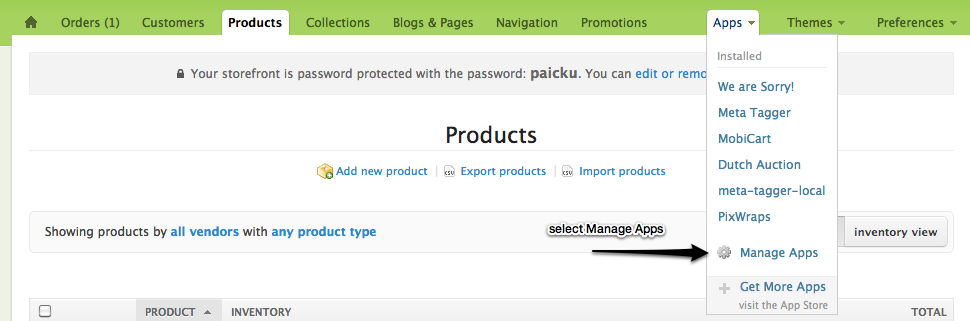 Orders (1) Customers Products Collections Blogs & Pages Navigation Promotions Apps Themes Preferences
Installed
Your storefront is password protected with the password: paicku. You can edit or remo
We are Sorry!
Meta Tagger
MobiCart
Dutch Auction
meta-tagger-local
PixWraps
Manage Apps
Get More Apps
visit the App Store
Products
Add new product CSV Export products CSV Import products
Showing products by all vendors with any product type
select Manage Apps
inventory view
PRODUCT INVENTORY TOTAL